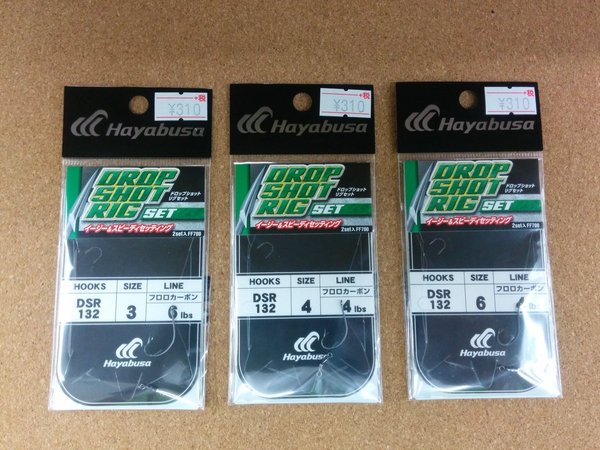 +税
¥310
Hayabusa
DROP
SHOT
RIG SET
ドロップショット
リグセット
イージー&スピーディセッティング
2set入 FF700
HOOKS SIZE LINE
DSR
132
3
フロロカーボン
6 lbs
Hayabusa
+税
¥310
Hayabusa
DROP
SHOT
RIG SET
ドロップショット
リグセット
イージー&スピーディセッティング
2set入 FF700
HOOKS SIZE LINE
DSR
132
4
フロロカーボン
4 lbs
Hayabusa
+税
¥310
Hayabusa
DROP
SHOT
RIG SET
ドロップショット
リグセット
イージー&スピーディセッティング
2set入 FF700
HOOKS SIZE LINE
DSR
132
6
フロロカーボン
lbs
Hayabusa